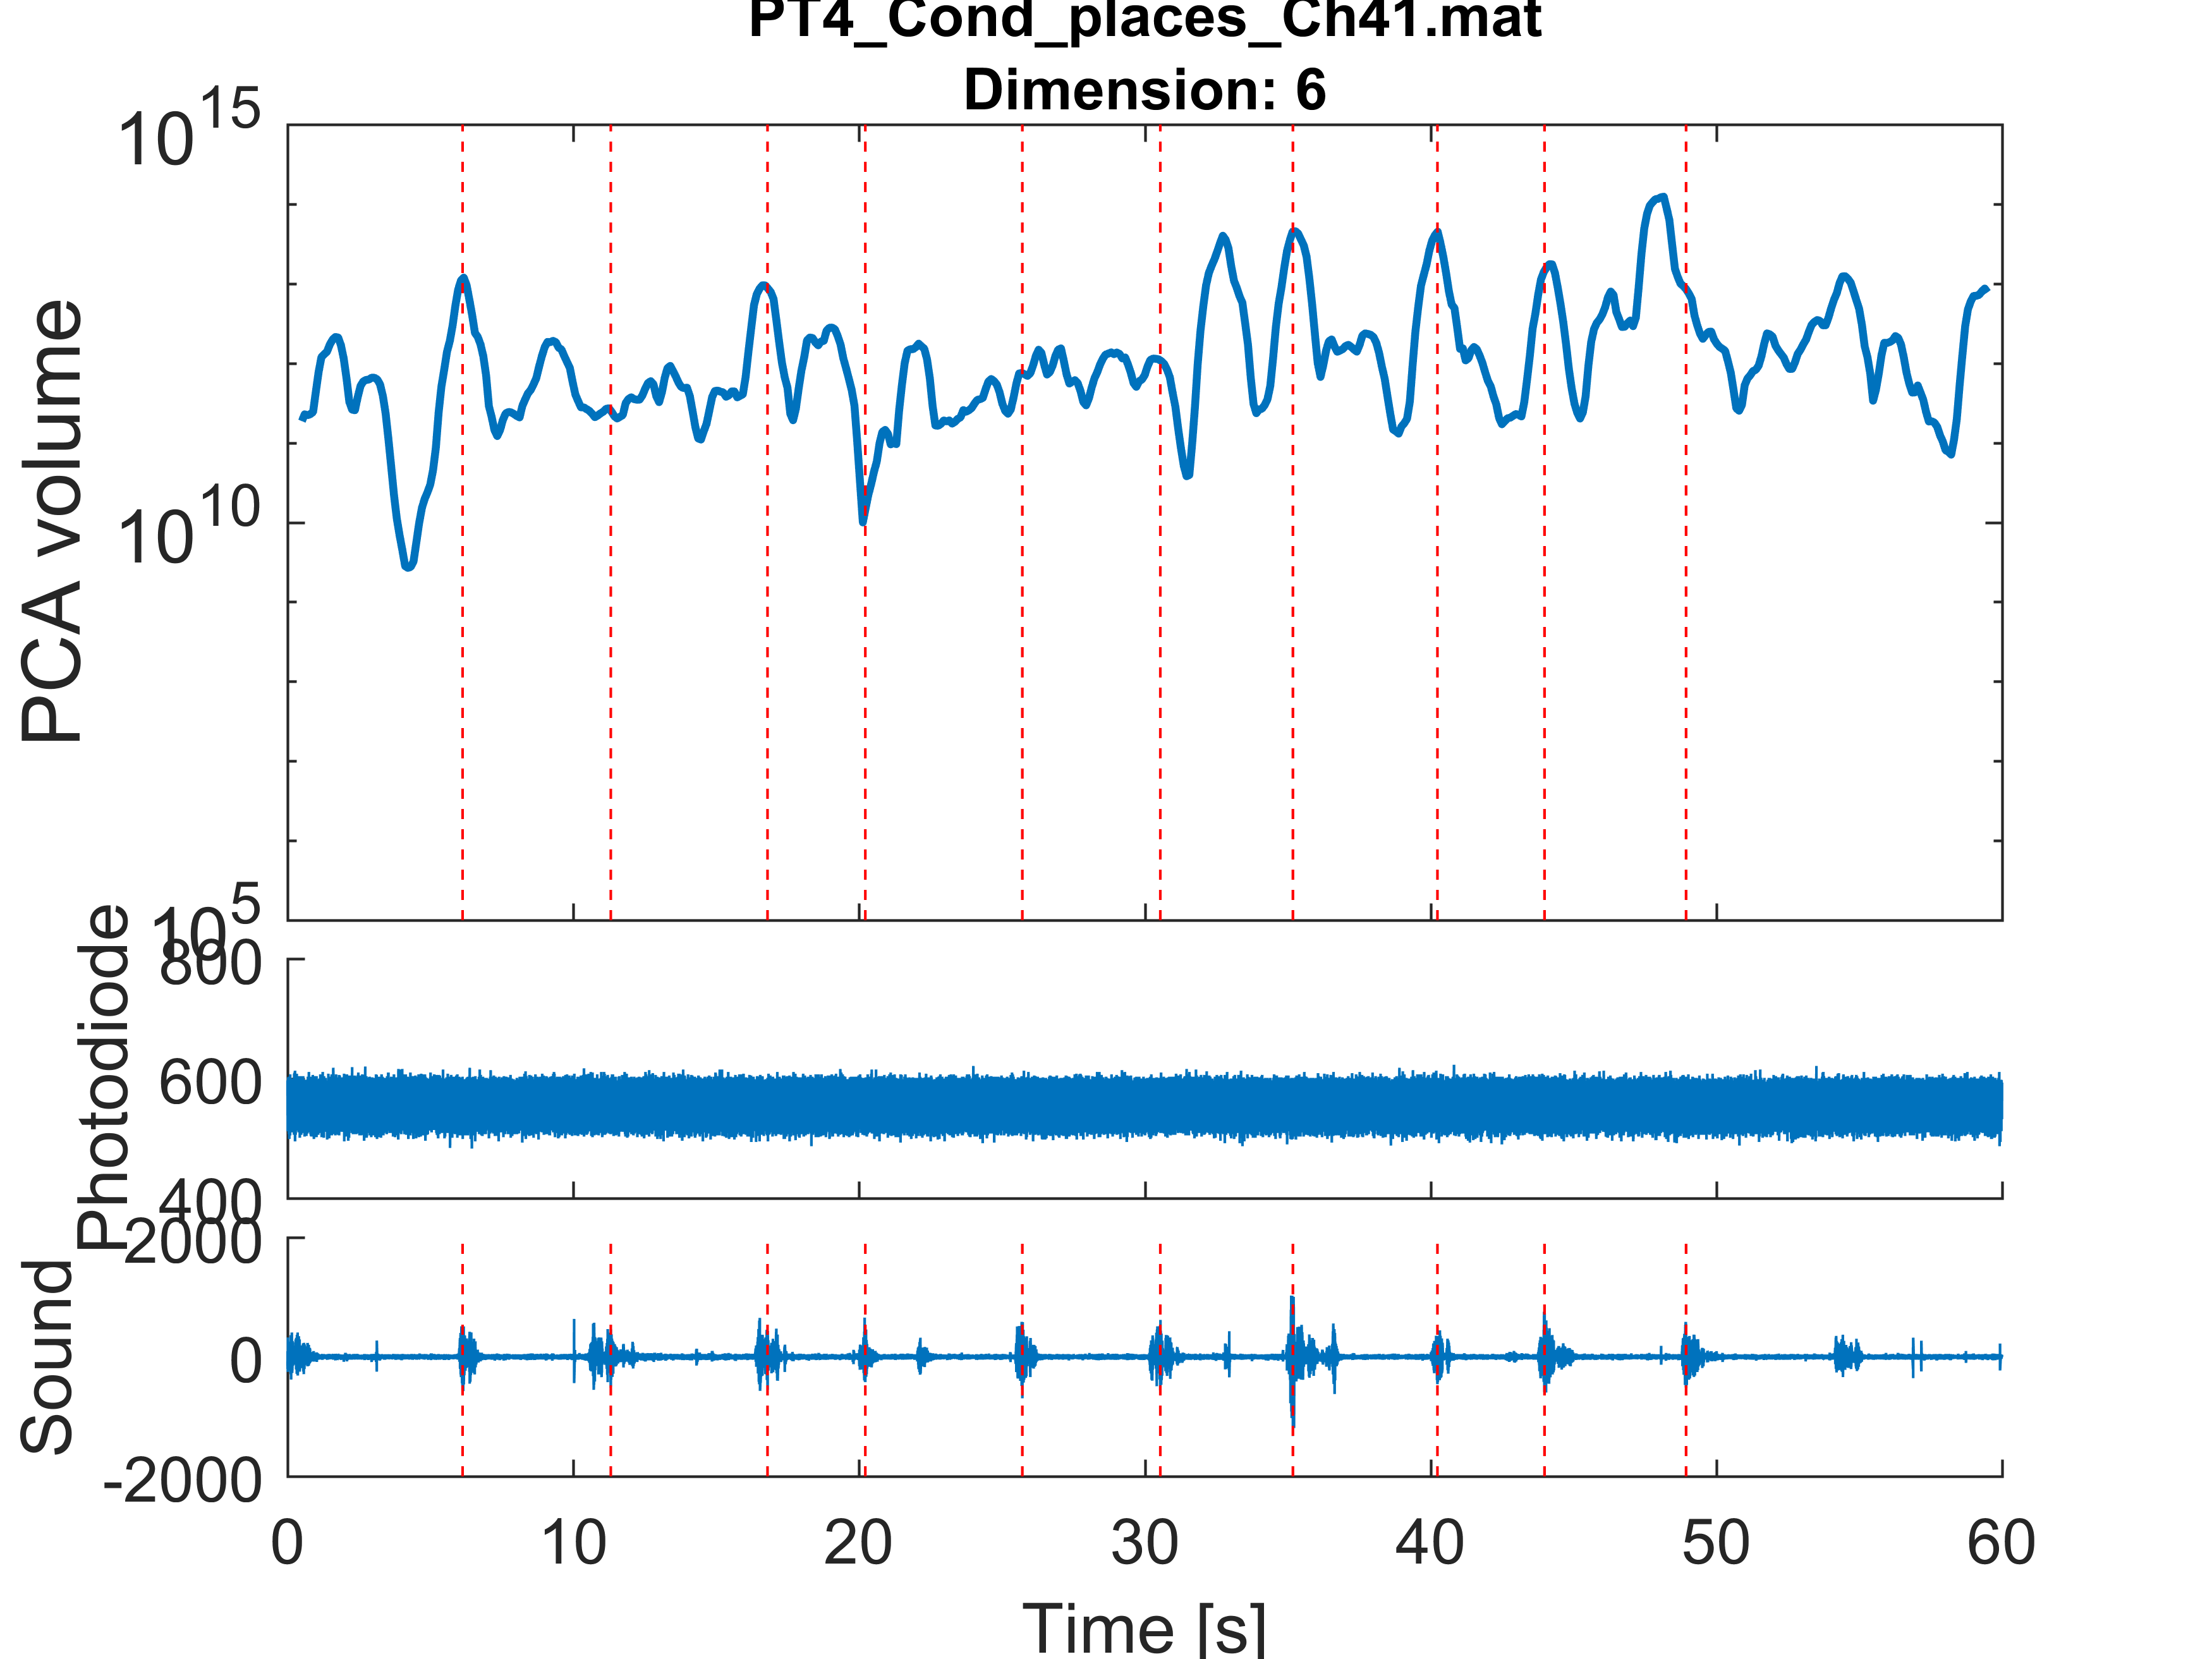 PT4_Cond_places_Ch41.mat
Dimension: 6
PCA volume
10^15
10^10
10^5
Photodiode
800
600
400
Sound
2000
0
-2000
0 10 20 30 40 50 60
Time [s]